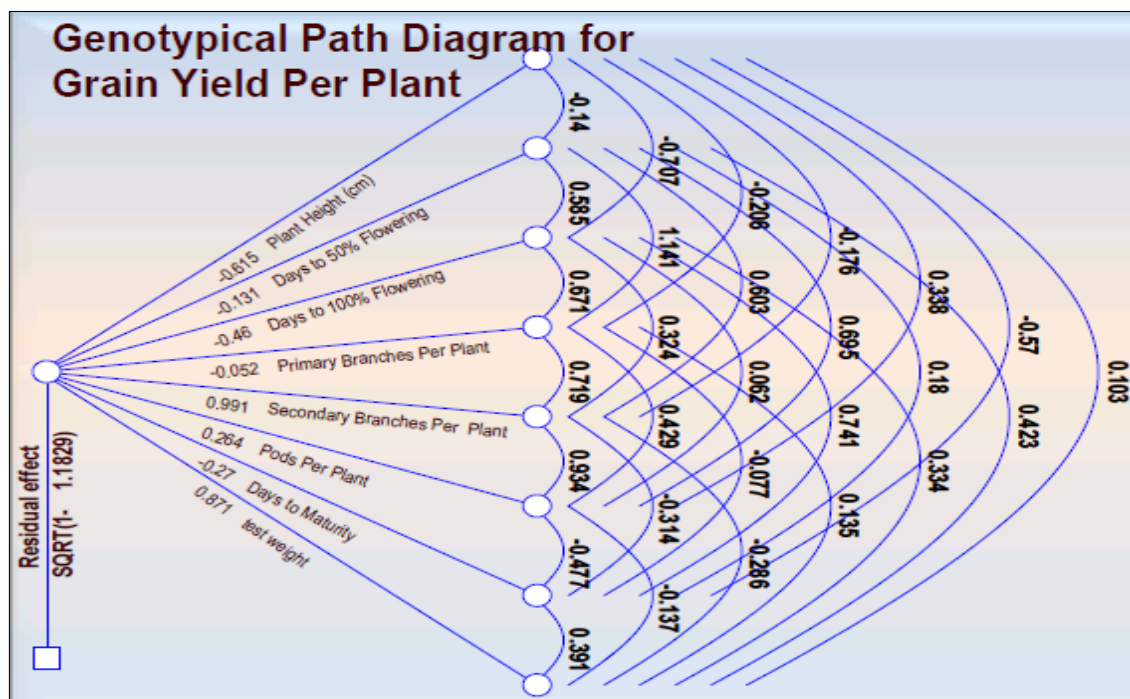 Genotypical Path Diagram for
Grain Yield Per Plant
-0.615 Plant Height (cm)
-0.131 Days to 50% Flowering
-0.46 Days to 100% Flowering
-0.052 Primary Branches Per Plant
0.991 Secondary Branches Per Plant
0.264 Pods Per Plant
-0.27 Days to Maturity
0.871 test weight
Residual effect
SQRT(1- 1.1829)
-0.14
0.585
0.671
0.719
0.934
-0.477
0.391
-0.707
1.141
0.324
0.429
-0.314
-0.137
-0.206
0.603
0.062
-0.077
-0.286
-0.176
0.695
0.741
0.135
0.338
0.18
0.334
-0.57
0.423
0.103